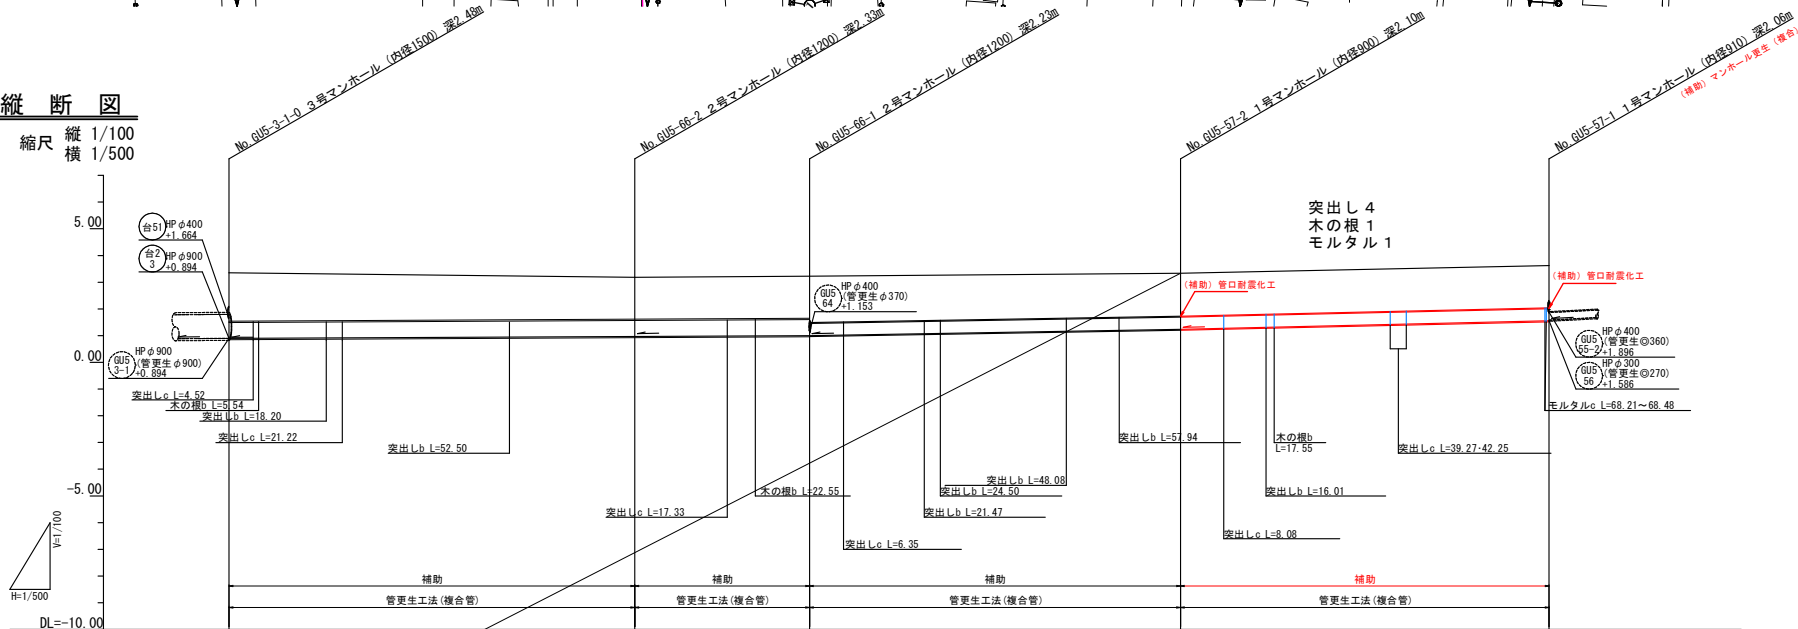 No.GU5-3-1-0 3号マンホール (内径1500) 深2.48m
No.GU5-66-2 2号マンホール (内径1200) 深2.33m
No.GU5-66-1 2号マンホール (内径1200) 深2.23m
No.GU5-57-2 1号マンホール (内径900) 深2.10m
No.GU5-57-1 1号マンホール (内径910) 深2.06m
(補助) マンホール更生 (複合)
縦 断 図
縮尺 縦 1/100
横 1/500
突出し4
木の根1
モルタル1
5.00
0.00
-5.00
DL=-10.00
台51 HPφ400
+1.664
台2
3
HPφ900
+0.894
GU5
3-1
HPφ900
(管更生φ900)
+0.894
GU5
64
HPφ400
(管更生φ370)
+1.153
(補助) 管口耐震化工
(補助) 管口耐震化工
GU5
55-2
HPφ400
(管更生◎360)
+1.896
GU5
56
HPφ300
(管更生◎270)
+1.586
突出しc L=4.52
木の根b L=5.54
突出しb L=18.20
突出しc L=21.22
突出しb L=52.50
突出しc L=17.33
木の根b L=22.55
突出しc L=6.35
突出しb L=21.47
突出しb L=24.50
突出しb L=48.08
突出しb L=57.94
突出しc L=8.08
突出しb L=16.01
木の根b
L=17.55
突出しc L=39.27・42.25
モルタルc L=68.21～68.48
V=1/100
H=1/500
補助
補助
補助
補助
管更生工法(複合管)
管更生工法(複合管)
管更生工法(複合管)
管更生工法(複合管)